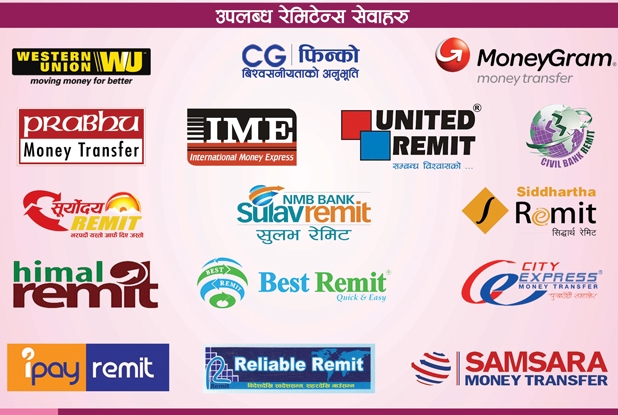 उपलब्ध रेमिटेन्स सेवाहरु
WESTERN UNION WU
moving money for better
CG फिन्को
बिश्वसनीयताको अनुभूति
MoneyGram®
money transfer
PRABHU
Money Transfer
IME
International Money Express
UNITED REMIT®
सम्बन्ध विश्वासको ...
CIVIL BANK REMIT
सूर्योदय
REMIT
NMB BANK
Sulavremit
सुलभ रेमिट
Siddhartha
Remit
सिद्धार्थ रेमिट
himal
remit
BEST REMIT
Best Remit®
Quick & Easy
CITY
EXPRESS®
MONEY TRANSFER
ipay remit
Reliable Remit
SAMSARA
MONEY TRANSFER